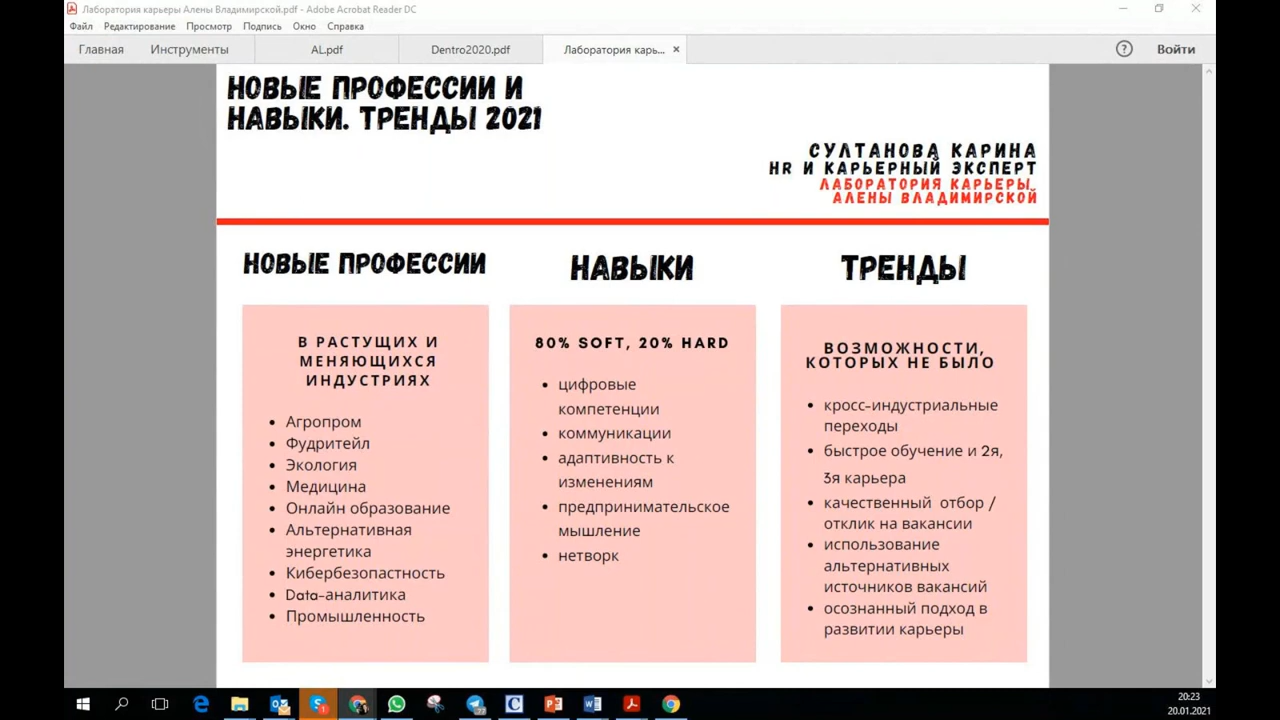 Лаборатория карьеры Алены Владимирской.pdf - Adobe Acrobat Reader DC
Файл Редактирование Просмотр Подпись Окно Справка
Главная Инструменты AL.pdf Dentro2020.pdf Лаборатория карь... × ? Войти
НОВЫЕ ПРОФЕССИИ И
НАВЫКИ. ТРЕНДЫ 2021
СУЛТАНОВА КАРИНА
HR И КАРЬЕРНЫЙ ЭКСПЕРТ
ЛАБОРАТОРИЯ КАРЬЕРЫ
АЛЕНЫ ВЛАДИМИРСКОЙ
НОВЫЕ ПРОФЕССИИ
В РАСТУЩИХ И
МЕНЯЮЩИХСЯ
ИНДУСТРИЯХ
• Агропром
• Фудритейл
• Экология
• Медицина
• Онлайн образование
• Альтернативная
энергетика
• Кибербезопастность
• Data-аналитика
• Промышленность
НАВЫКИ
80% SOFT, 20% HARD
• цифровые
компетенции
• коммуникации
• адаптивность к
изменениям
• предпринимательское
мышление
• нетворк
ТРЕНДЫ
ВОЗМОЖНОСТИ,
КОТОРЫХ НЕ БЫЛО
• кросс-индустриальные
переходы
• быстрое обучение и 2я,
3я карьера
• качественный отбор /
отклик на вакансии
• использование
альтернативных
источников вакансий
• осознанный подход в
развитии карьеры
20:23
20.01.2021